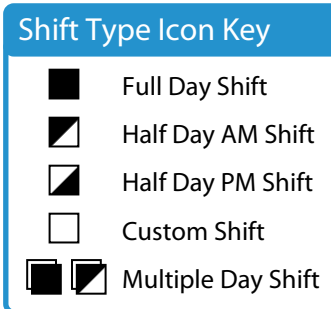 Shift Type Icon Key
Full Day Shift
Half Day AM Shift
Half Day PM Shift
Custom Shift
Multiple Day Shift